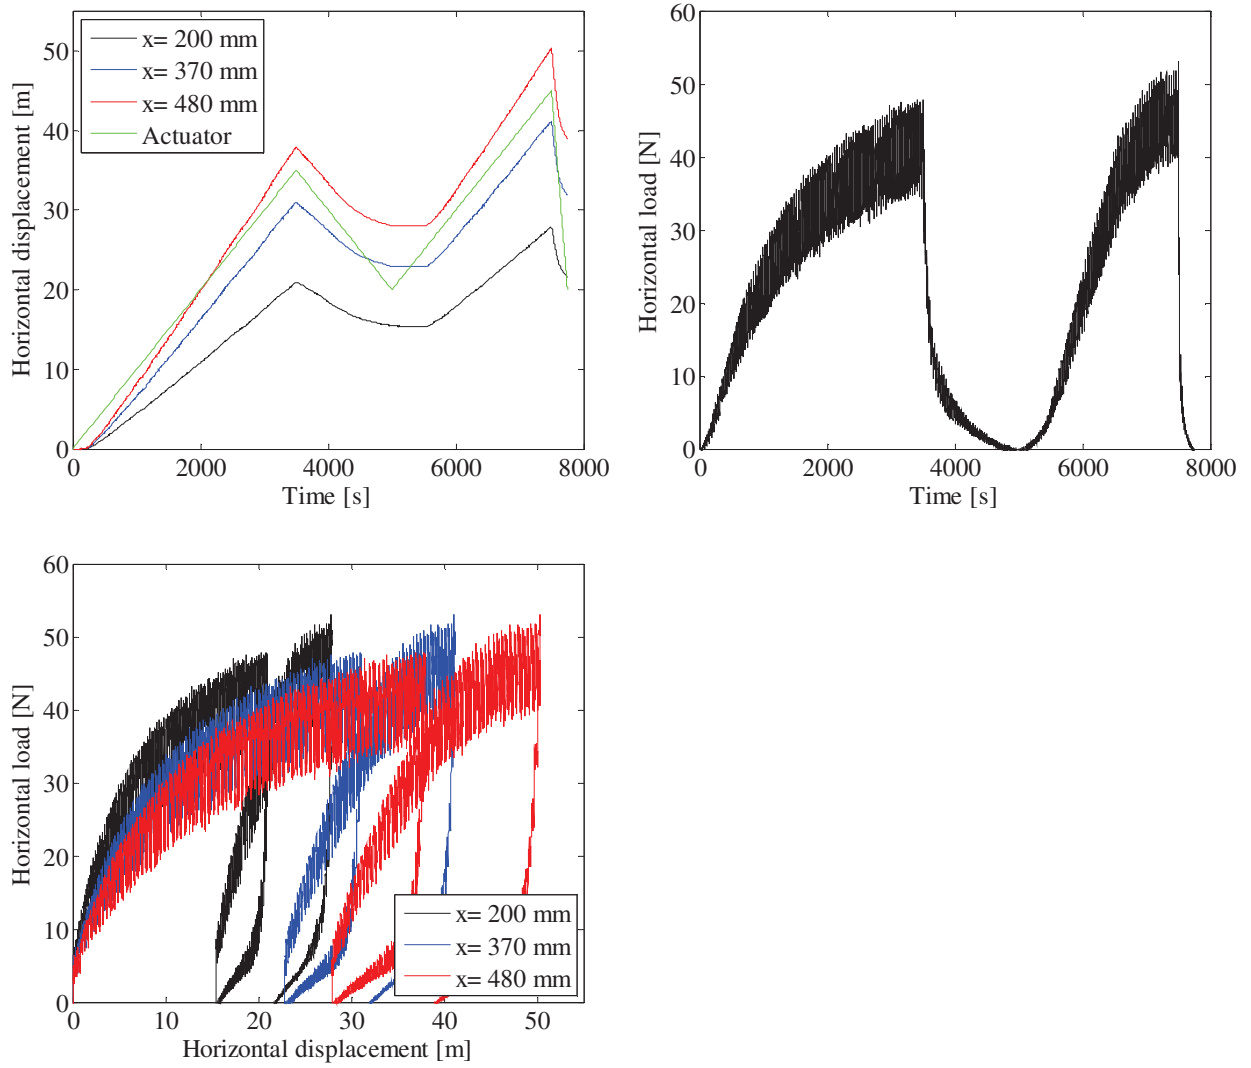 x= 200 mm
x= 370 mm
x= 480 mm
Actuator
Horizontal displacement [m]
50
40
30
20
10
0
0 2000 4000 6000 8000
Time [s]
Horizontal load [N]
60
50
40
30
20
10
0
0 2000 4000 6000 8000
Time [s]
Horizontal load [N]
60
50
40
30
20
10
0
x= 200 mm
x= 370 mm
x= 480 mm
0 10 20 30 40 50
Horizontal displacement [m]